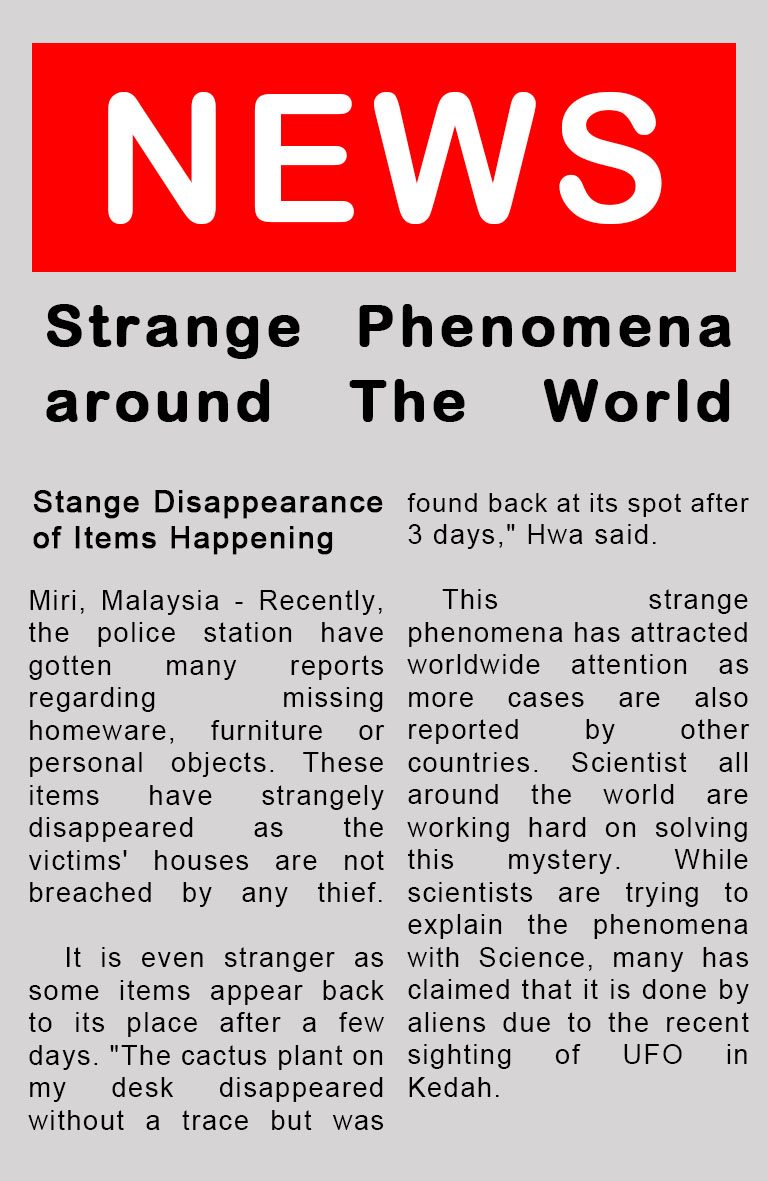 NEWS
Strange Phenomena
around The World
Stange Disappearance
of Items Happening
Miri, Malaysia - Recently,
the police station have
gotten many reports
regarding missing
homeware, furniture or
personal objects. These
items have strangely
disappeared as the
victims' houses are not
breached by any thief.
It is even stranger as
some items appear back
to its place after a few
days. "The cactus plant on
my desk disappeared
without a trace but was
found back at its spot after
3 days," Hwa said.
This strange
phenomena has attracted
worldwide attention as
more cases are also
reported by other
countries. Scientist all
around the world are
working hard on solving
this mystery. While
scientists are trying to
explain the phenomena
with Science, many has
claimed that it is done by
aliens due to the recent
sighting of UFO in
Kedah.